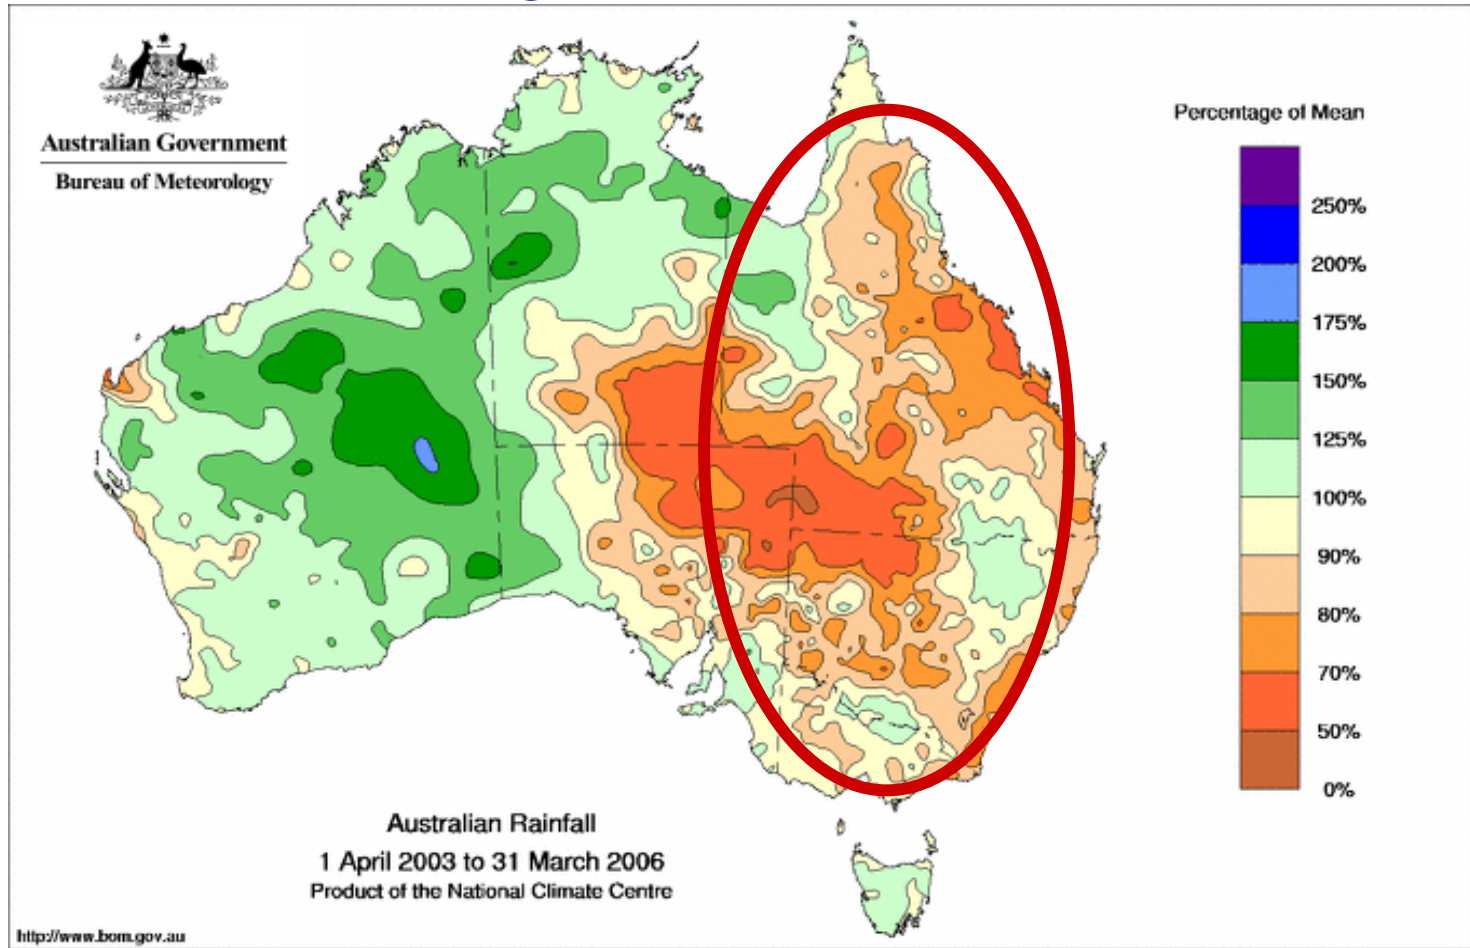 Australian Government
Bureau of Meteorology
Percentage of Mean
250%
200%
175%
150%
125%
100%
90%
80%
70%
50%
0%
Australian Rainfall
1 April 2003 to 31 March 2006
Product of the National Climate Centre
http://www.bom.gov.au